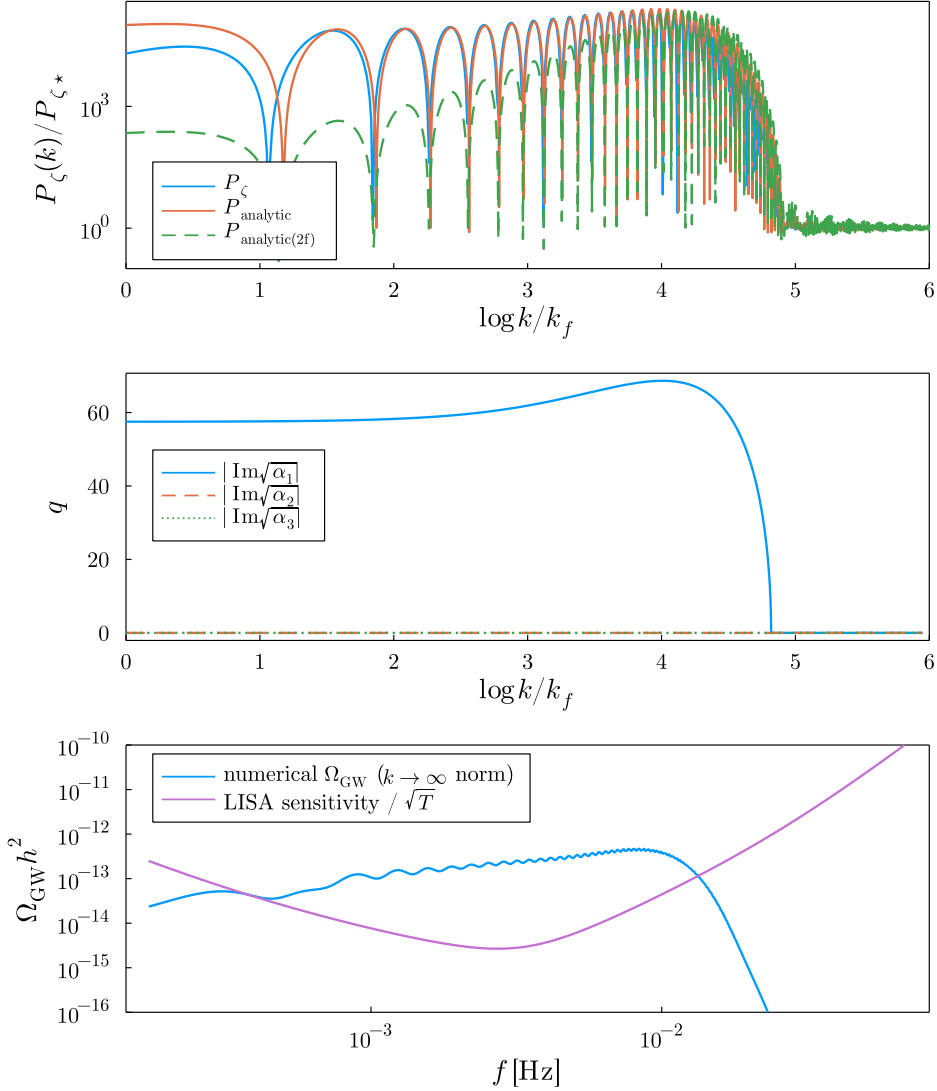 P_ζ(k)/P_ζ⋆
10^3
10^0
P_ζ
P_analytic
P_analytic(2f)
0 1 2 3 4 5 6
log k/k_f
q
60
40
20
0
| Im√α_1|
| Im√α_2|
| Im√α_3|
0 1 2 3 4 5 6
log k/k_f
Ω_GW h^2
10^−10
10^−11
10^−12
10^−13
10^−14
10^−15
10^−16
numerical Ω_GW (k → ∞ norm)
LISA sensitivity / √T
10^−3 10^−2
f [Hz]